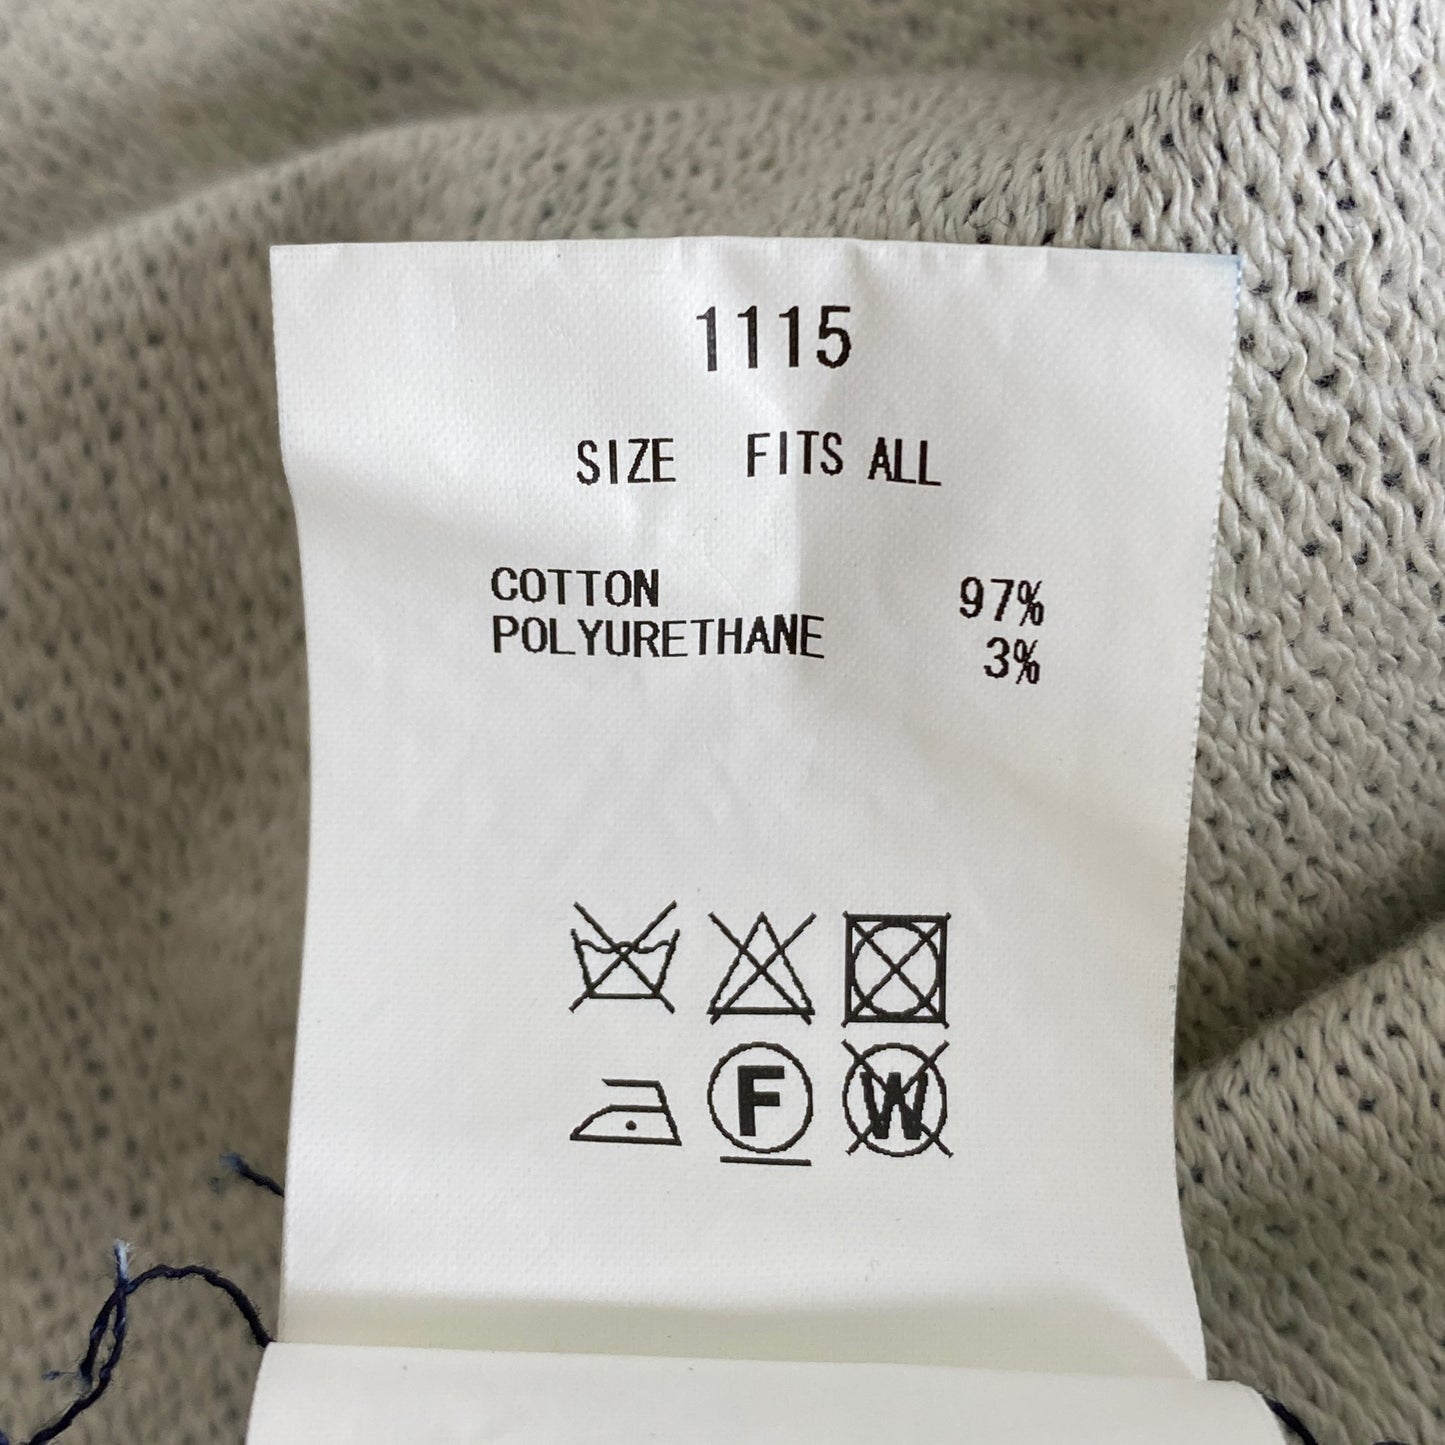 1115
SIZE FITS ALL
COTTON 97%
POLYURETHANE 3%
F W